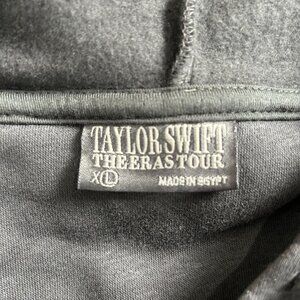 TAYLOR SWIFT
THE ERAS TOUR
XL MADE IN EGYPT